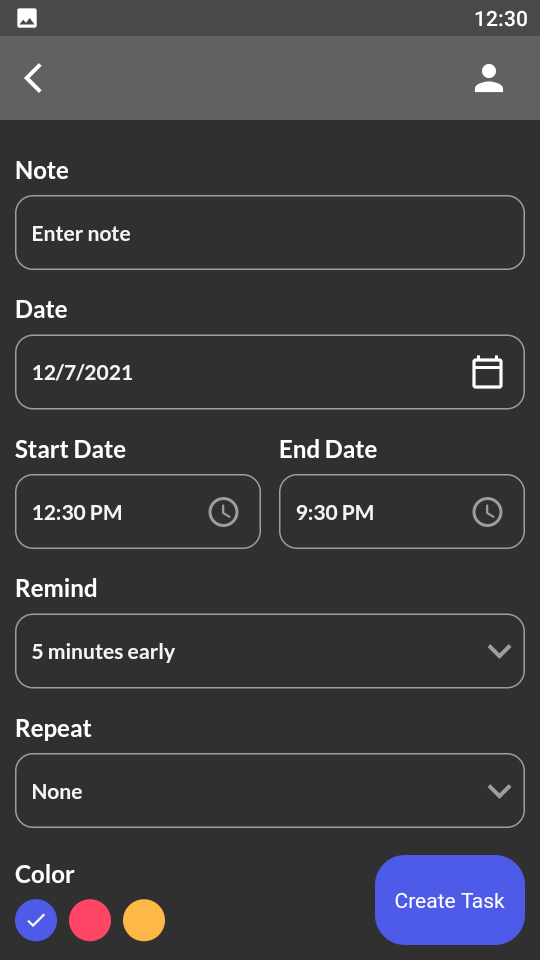 12:30
Note
Enter note
Date
12/7/2021
Start Date
End Date
12:30 PM
9:30 PM
Remind
5 minutes early
Repeat
None
Color
Create Task